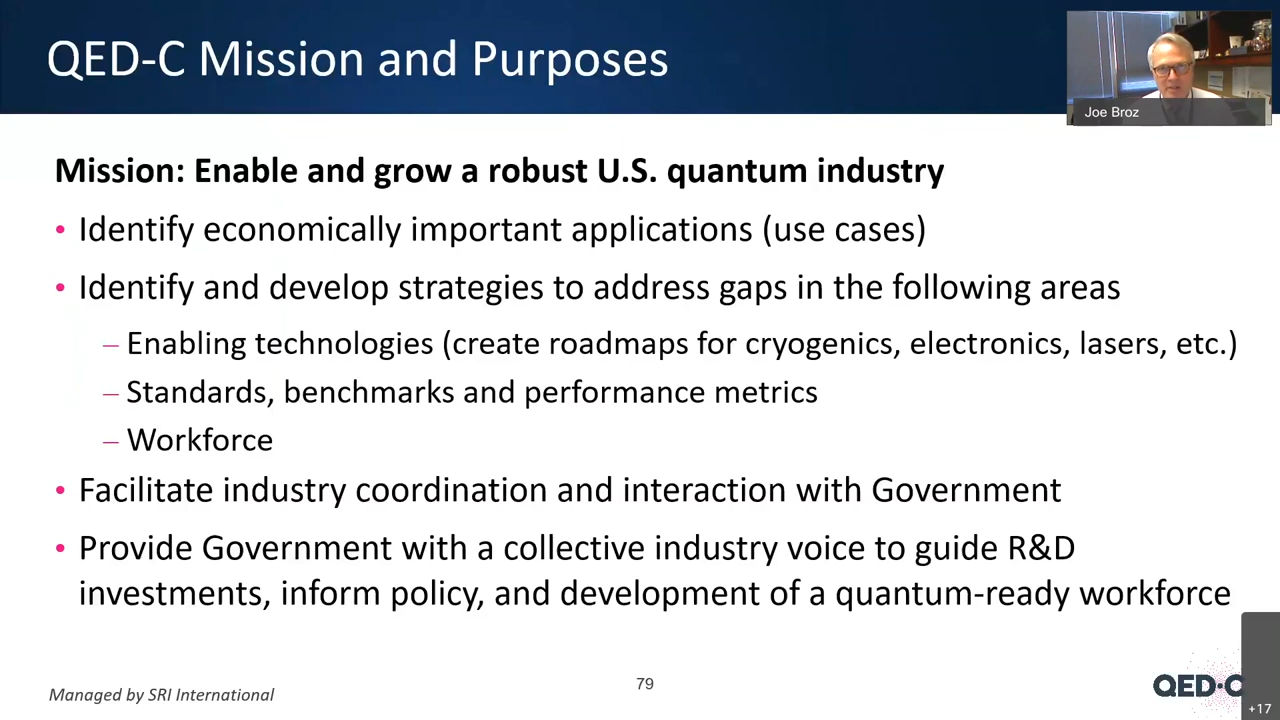 QED-C Mission and Purposes
Joe Broz
Mission: Enable and grow a robust U.S. quantum industry
• Identify economically important applications (use cases)
• Identify and develop strategies to address gaps in the following areas
– Enabling technologies (create roadmaps for cryogenics, electronics, lasers, etc.)
– Standards, benchmarks and performance metrics
– Workforce
• Facilitate industry coordination and interaction with Government
• Provide Government with a collective industry voice to guide R&D
investments, inform policy, and development of a quantum-ready workforce
Managed by SRI International
79
QED·C
+17